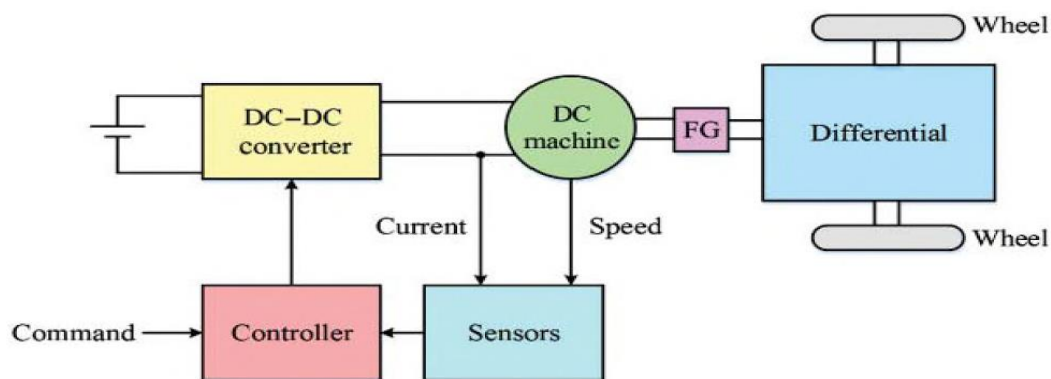 Wheel
DC–DC
converter
DC
machine
FG
Differential
Current
Speed
Wheel
Command
Controller
Sensors